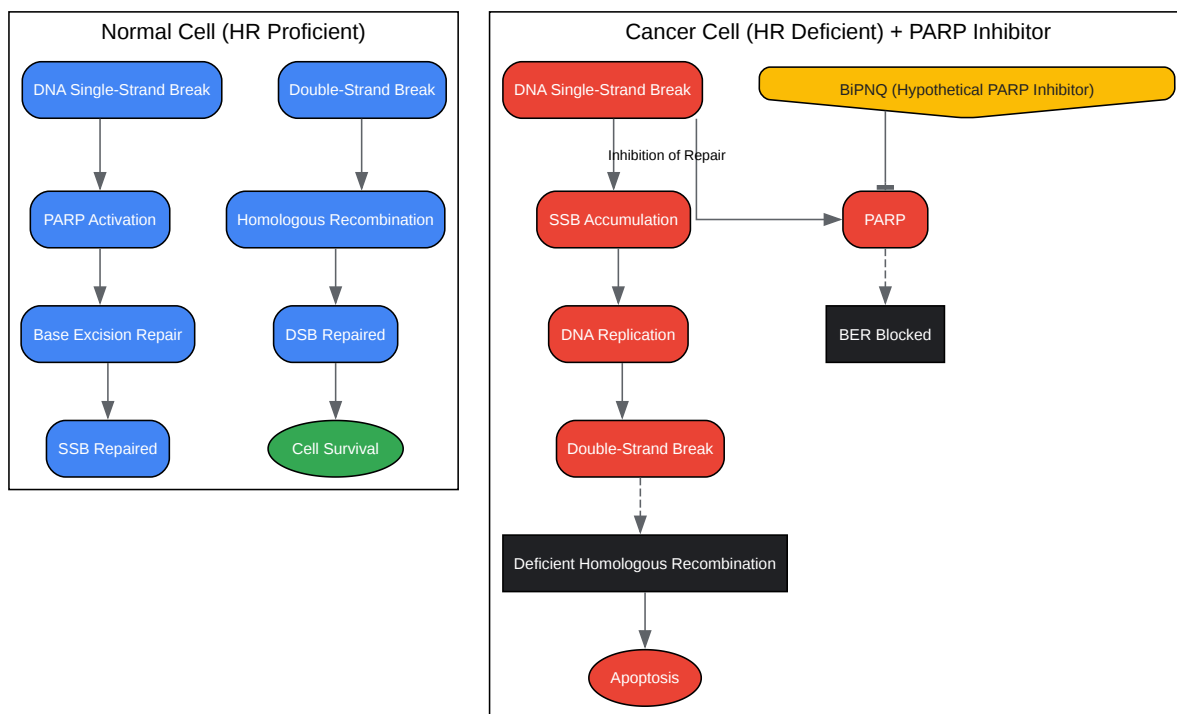 Normal Cell (HR Proficient)
DNA Single-Strand Break
Double-Strand Break
PARP Activation
Homologous Recombination
Base Excision Repair
DSB Repaired
SSB Repaired
Cell Survival
Cancer Cell (HR Deficient) + PARP Inhibitor
DNA Single-Strand Break
BiPNQ (Hypothetical PARP Inhibitor)
Inhibition of Repair
SSB Accumulation
PARP
DNA Replication
BER Blocked
Double-Strand Break
Deficient Homologous Recombination
Apoptosis